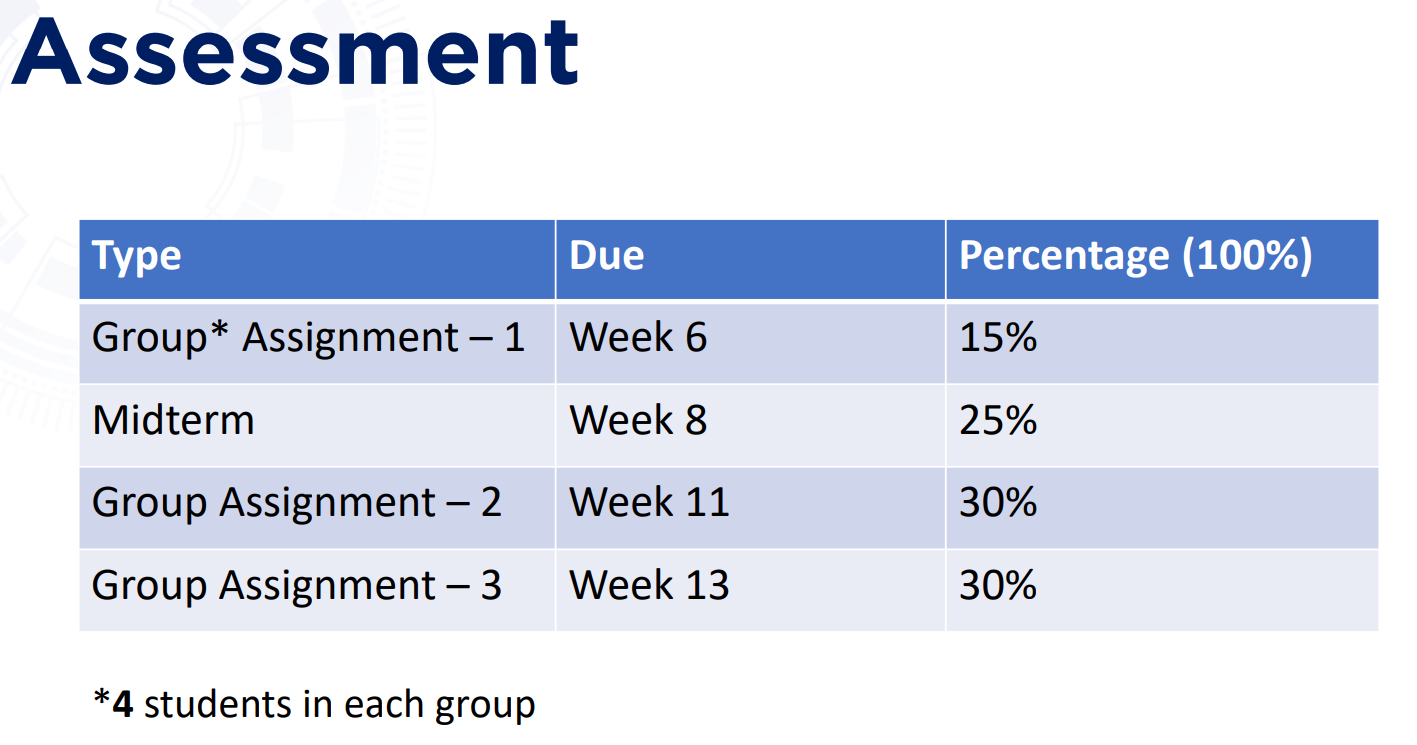 Assessment
Type Due Percentage (100%)
Group* Assignment – 1 Week 6 15%
Midterm Week 8 25%
Group Assignment – 2 Week 11 30%
Group Assignment – 3 Week 13 30%
*4 students in each group